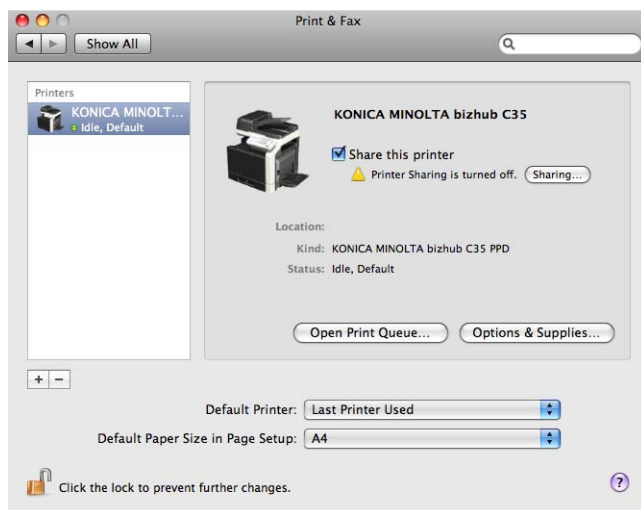 Print & Fax
Show All
Printers
KONICA MINOLT...
Idle, Default
KONICA MINOLTA bizhub C35
Share this printer
Printer Sharing is turned off. Sharing...
Location:
Kind: KONICA MINOLTA bizhub C35 PPD
Status: Idle, Default
Open Print Queue... Options & Supplies...
+ −
Default Printer: Last Printer Used
Default Paper Size in Page Setup: A4
Click the lock to prevent further changes. ?